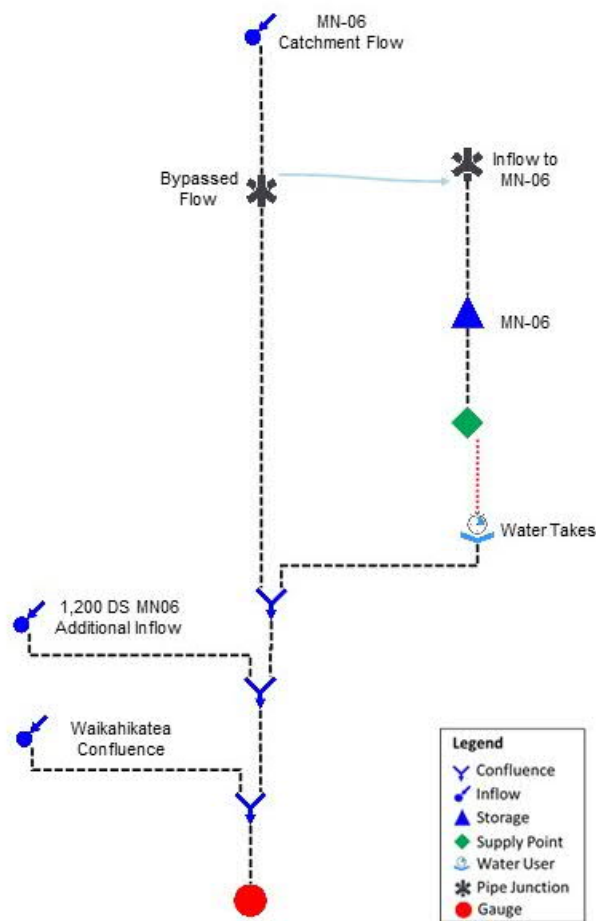 MN-06
Catchment Flow
Bypassed
Flow
Inflow to
MN-06
MN-06
Water Takes
1,200 DS MN06
Additional Inflow
Waikahikatea
Confluence
Legend
Confluence
Inflow
Storage
Supply Point
Water User
Pipe Junction
Gauge